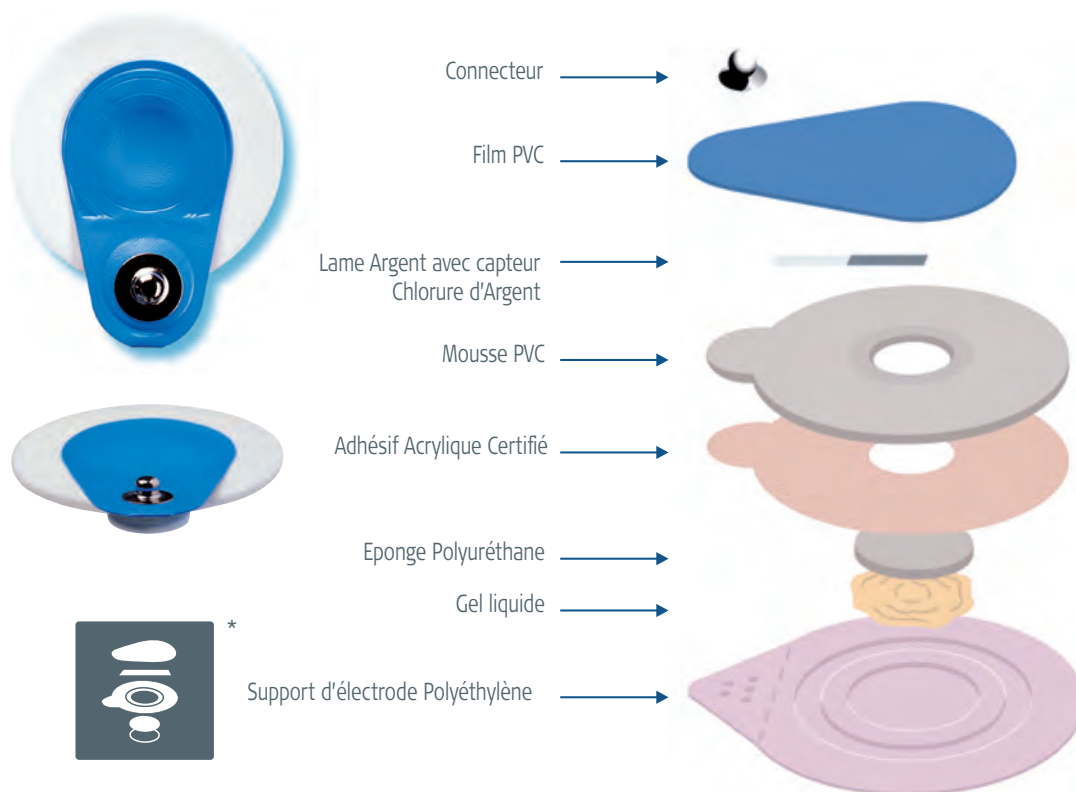 Connecteur
Film PVC
Lame Argent avec capteur
Chlorure d'Argent
Mousse PVC
Adhésif Acrylique Certifié
Eponge Polyuréthane
Gel liquide
*
Support d'électrode Polyéthylène